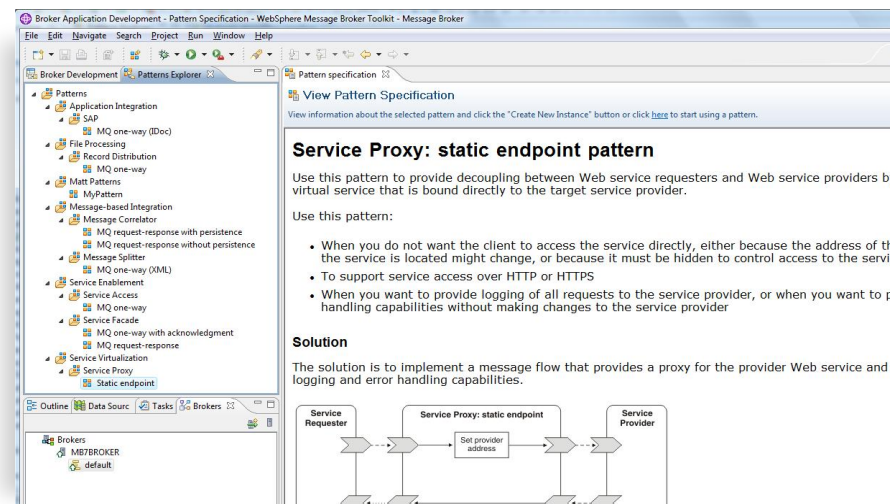 Broker Application Development - Pattern Specification - WebSphere Message Broker Toolkit - Message Broker
File Edit Navigate Search Project Run Window Help
Broker Development Patterns Explorer
Patterns
Application Integration
SAP
MQ one-way (IDoc)
File Processing
Record Distribution
MQ one-way
Matt Patterns
MyPattern
Message-based Integration
Message Correlator
MQ request-response with persistence
MQ request-response without persistence
Message Splitter
MQ one-way (XML)
Service Enablement
Service Access
MQ one-way
Service Facade
MQ one-way with acknowledgment
MQ request-response
Service Virtualization
Service Proxy
Static endpoint
Outline Data Sourc Tasks Brokers
Brokers
MB7BROKER
default
Pattern specification
View Pattern Specification
View information about the selected pattern and click the "Create New Instance" button or click here to start using a pattern.
Service Proxy: static endpoint pattern
Use this pattern to provide decoupling between Web service requesters and Web service providers b
virtual service that is bound directly to the target service provider.
Use this pattern:
• When you do not want the client to access the service directly, either because the address of th
the service is located might change, or because it must be hidden to control access to the servi
• To support service access over HTTP or HTTPS
• When you want to provide logging of all requests to the service provider, or when you want to p
handling capabilities without making changes to the service provider
Solution
The solution is to implement a message flow that provides a proxy for the provider Web service and
logging and error handling capabilities.
Service
Requester
Service Proxy: static endpoint
Service
Provider
Set provider
address